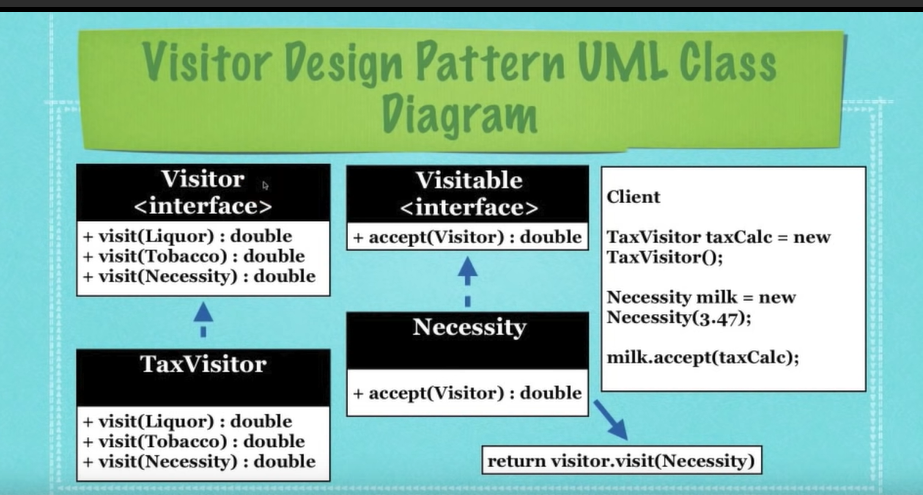 Visitor Design Pattern UML Class
Diagram
Visitor
<interface>
+ visit(Liquor) : double
+ visit(Tobacco) : double
+ visit(Necessity) : double
TaxVisitor
+ visit(Liquor) : double
+ visit(Tobacco) : double
+ visit(Necessity) : double
Visitable
<interface>
+ accept(Visitor) : double
Necessity
+ accept(Visitor) : double
return visitor.visit(Necessity)
Client
TaxVisitor taxCalc = new
TaxVisitor();
Necessity milk = new
Necessity(3.47);
milk.accept(taxCalc);